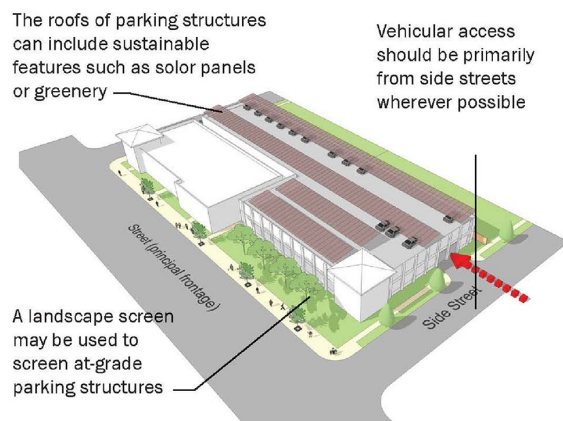 The roofs of parking structures
can include sustainable
features such as solor panels
or greenery
Vehicular access
should be primarily
from side streets
wherever possible
Street (principal frontage)
Side Street
A landscape screen
may be used to
screen at-grade
parking structures